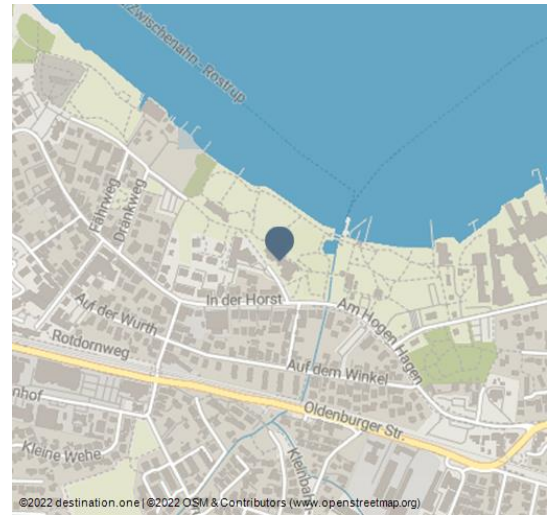 Zwischenahn - Rostrup
Fährweg
Drankweg
In der Horst
Am Hogen Hagen
Auf der Wurth
Rotdornweg
Auf dem Winkel
Oldenburger Str.
Kleine Wehe
©2022 destination.one | ©2022 OSM & Contributors (www.openstreetmap.org)